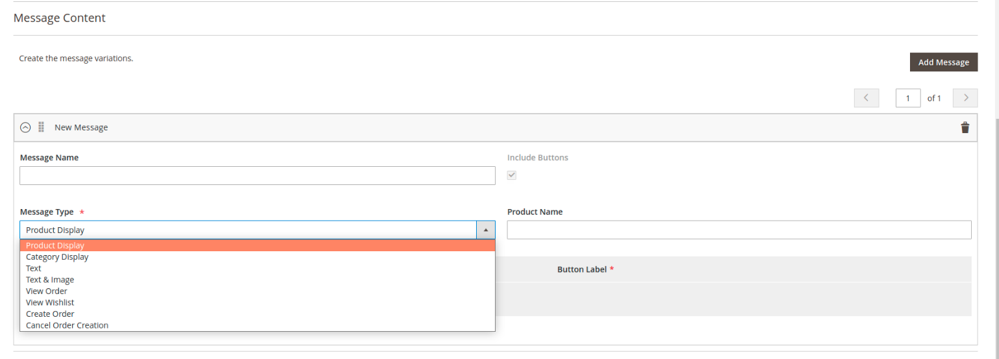 Message Content
Create the message variations.
Add Message
1 of 1
New Message
Message Name
Include Buttons
Message Type *
Product Name
Product Display
Product Display
Category Display
Button Label *
Text
Text & Image
View Order
View Wishlist
Create Order
Cancel Order Creation